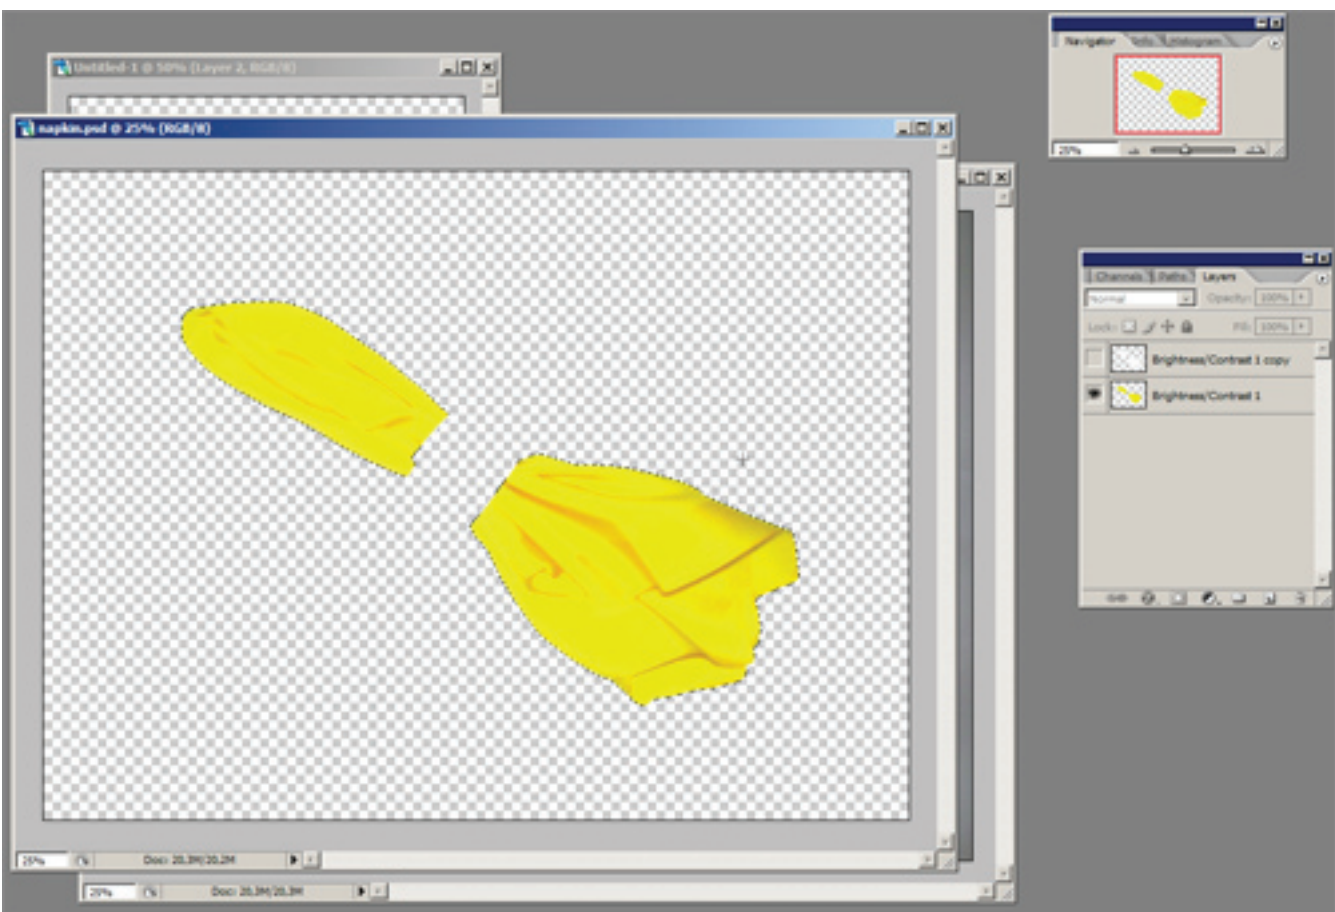 Untitled-1 @ 50% (Layer 2, RGB/8)
napkin.psd @ 25% (RGB/8)
25% Doc: 20.3M/20.2M
25% Doc: 20.3M/20.3M
Navigator Info Histogram
25%
Channels Paths Layers
Normal Opacity: 100%
Lock: Fill: 100%
Brightness/Contrast 1 copy
Brightness/Contrast 1